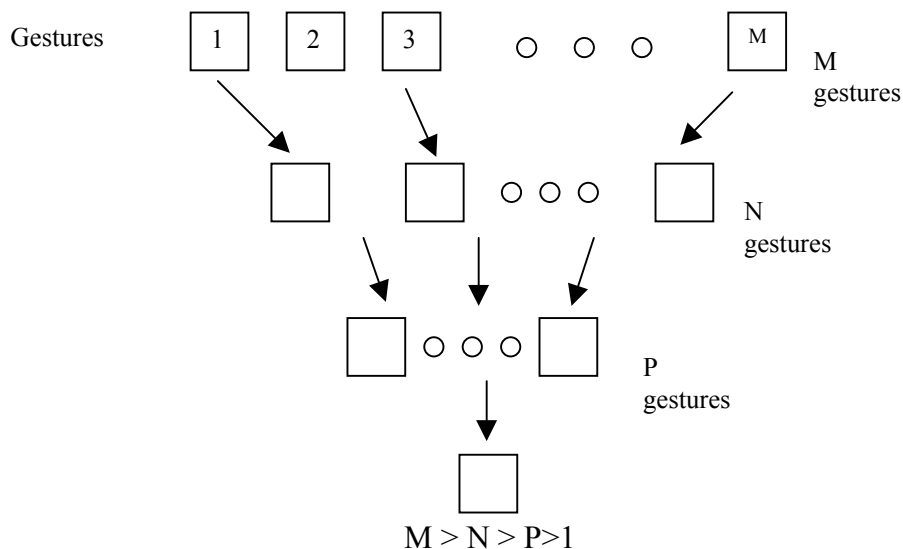 Gestures 1 2 3 M
M
gestures
N
gestures
P
gestures
M > N > P>1